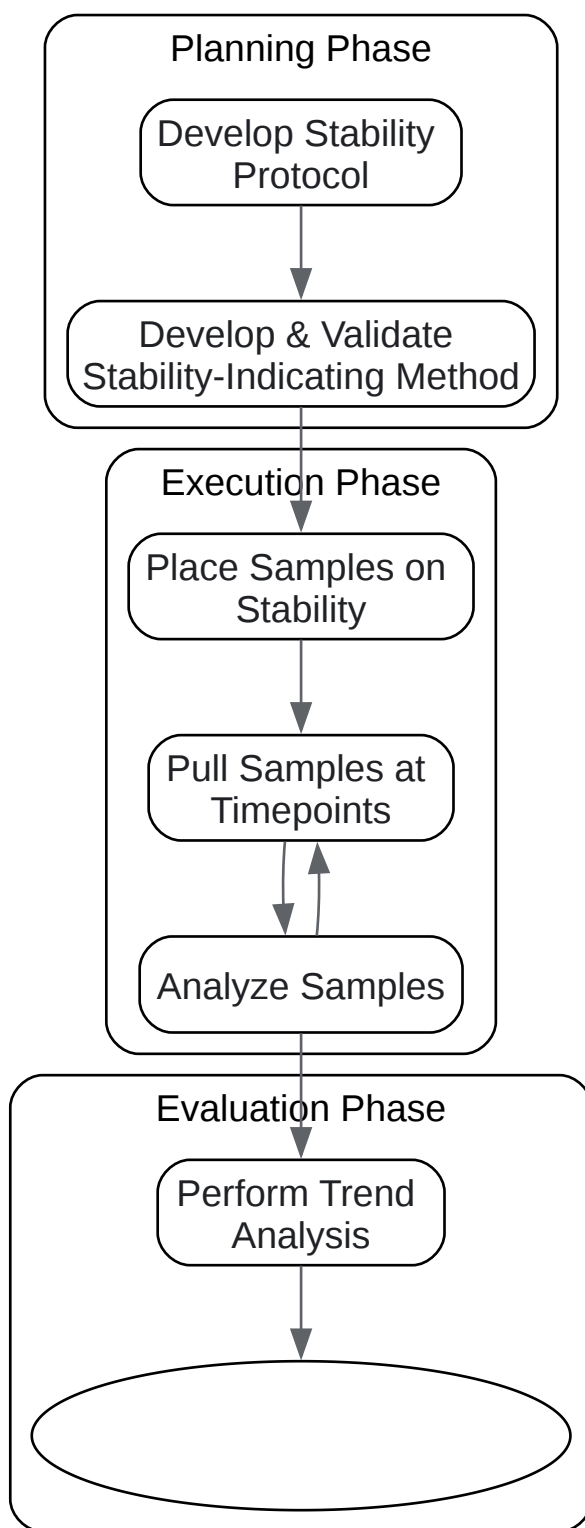 Planning Phase
Develop Stability
Protocol
Develop & Validate
Stability-Indicating Method
Execution Phase
Place Samples on
Stability
Pull Samples at
Timepoints
Analyze Samples
Evaluation Phase
Perform Trend
Analysis